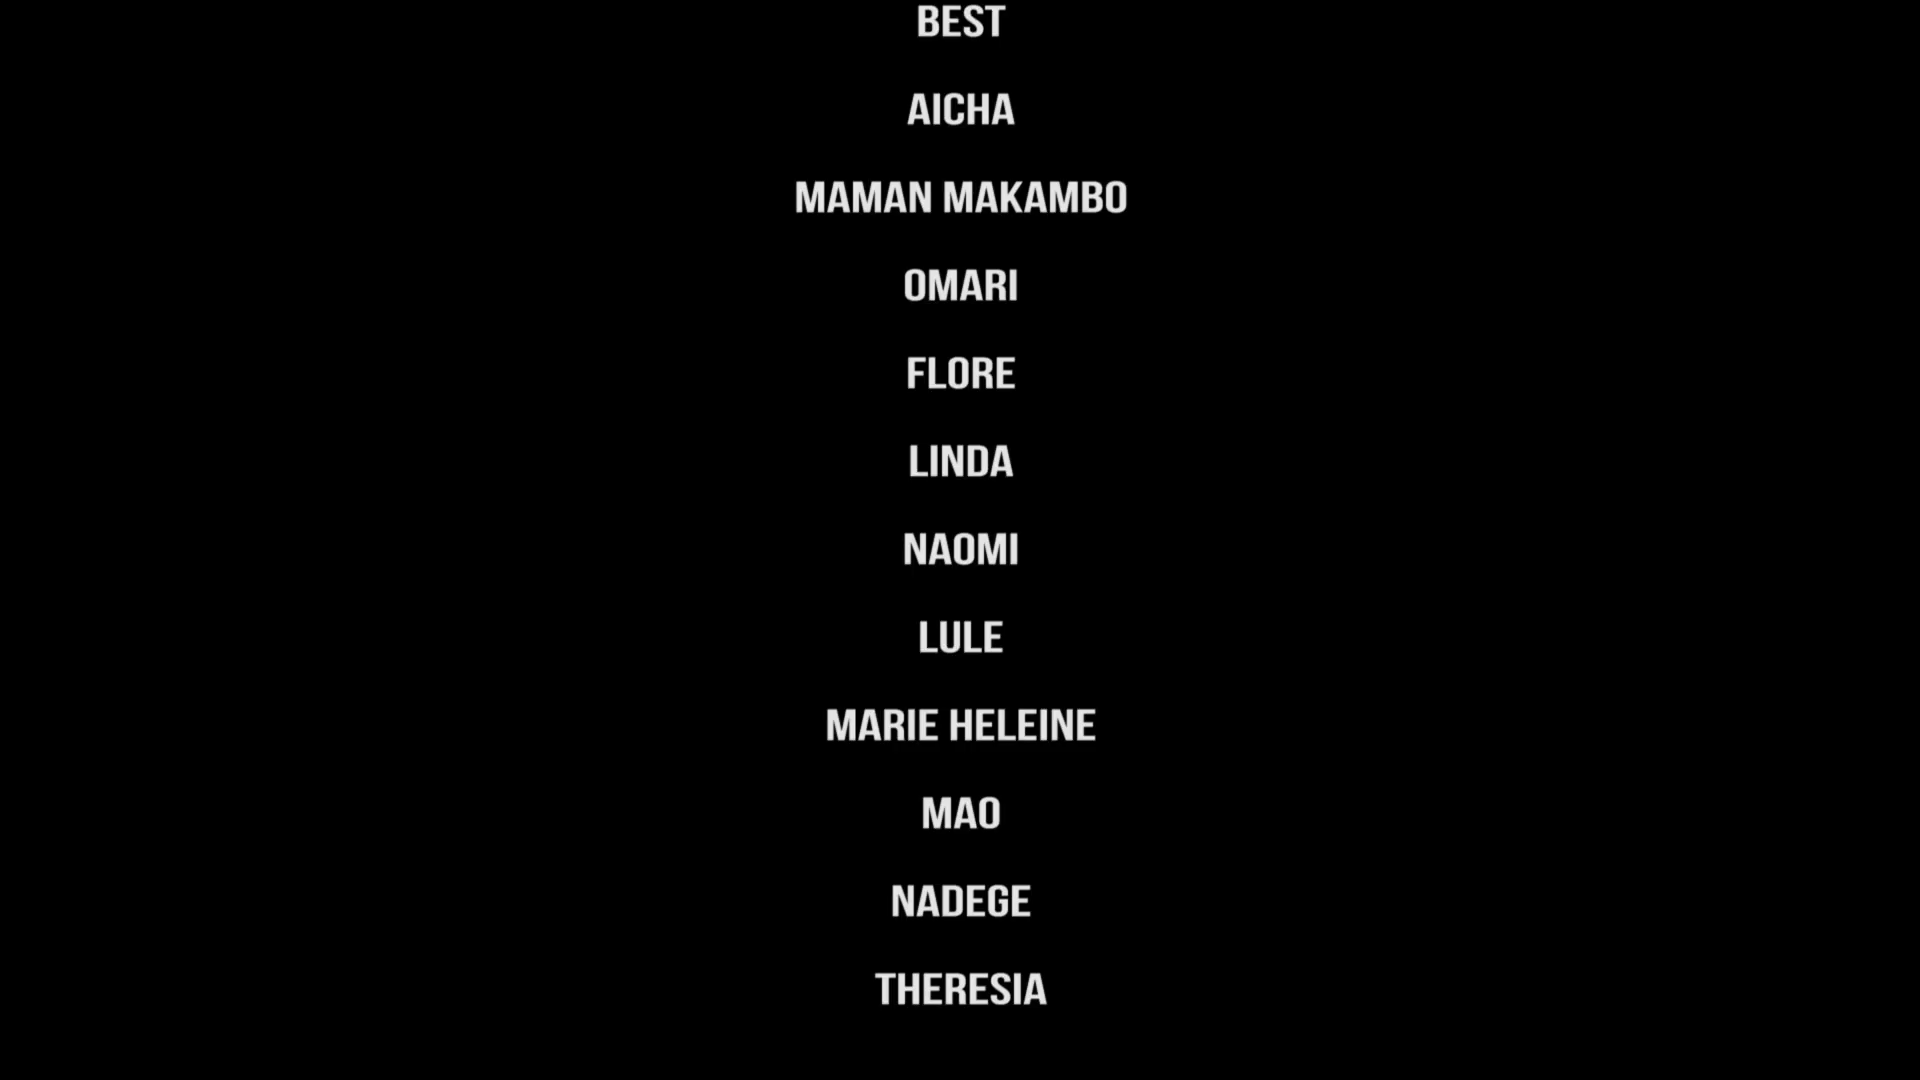 BEST
AICHA
MAMAN MAKAMBO
OMARI
FLORE
LINDA
NAOMI
LULE
MARIE HELEINE
MAO
NADEGE
THERESIA